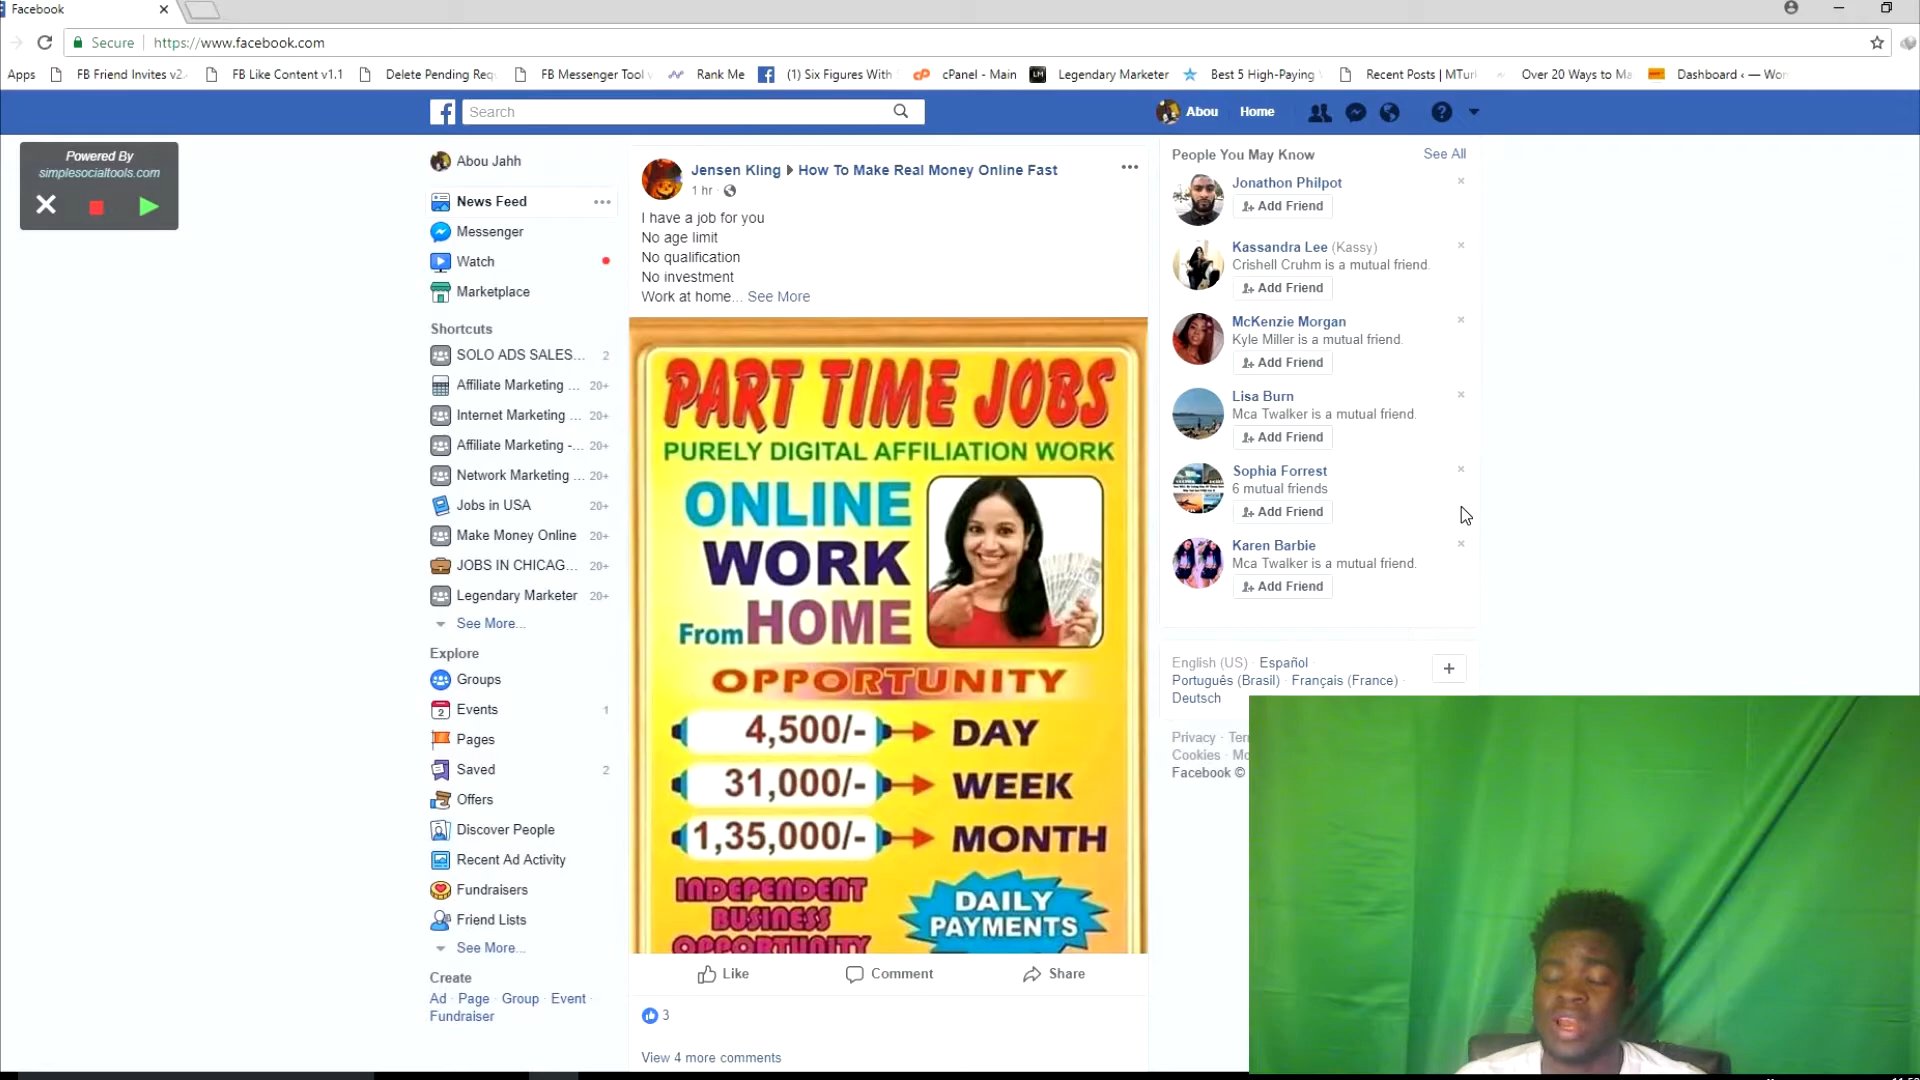 Facebook
Secure https://www.facebook.com
Apps FB Friend Invites v2. FB Like Content v1.1 Delete Pending Req FB Messenger Tool Rank Me (1) Six Figures With cPanel - Main Legendary Marketer Best 5 High-Paying Recent Posts | MTur Over 20 Ways to Ma Dashboard ‹ — Wor
Search
Abou Home
Powered By
simplesocialtools.com
Abou Jahh
News Feed
Messenger
Watch
Marketplace
Shortcuts
SOLO ADS SALES... 2
Affiliate Marketing ... 20+
Internet Marketing ... 20+
Affiliate Marketing -... 20+
Network Marketing ... 20+
Jobs in USA 20+
Make Money Online 20+
JOBS IN CHICAG... 20+
Legendary Marketer 20+
See More...
Explore
Groups
Events 1
Pages
Saved 2
Offers
Discover People
Recent Ad Activity
Fundraisers
Friend Lists
See More...
Create
Ad · Page · Group · Event ·
Fundraiser
Jensen Kling How To Make Real Money Online Fast
1 hr ·
I have a job for you
No age limit
No qualification
No investment
Work at home... See More
PART TIME JOBS
PURELY DIGITAL AFFILIATION WORK
ONLINE
WORK
From HOME
OPPORTUNITY
4,500/- DAY
31,000/- WEEK
1,35,000/- MONTH
INDEPENDENT
BUSINESS
OPPORTUNITY
DAILY
PAYMENTS
Like Comment Share
3
View 4 more comments
People You May Know See All
Jonathon Philpot
Add Friend
Kassandra Lee (Kassy)
Crishell Cruhm is a mutual friend.
Add Friend
McKenzie Morgan
Kyle Miller is a mutual friend.
Add Friend
Lisa Burn
Mca Twalker is a mutual friend.
Add Friend
Sophia Forrest
6 mutual friends
Add Friend
Karen Barbie
Mca Twalker is a mutual friend.
Add Friend
English (US) · Español ·
Português (Brasil) · Français (France) ·
Deutsch
Privacy · Ter
Cookies · Mo
Facebook ©